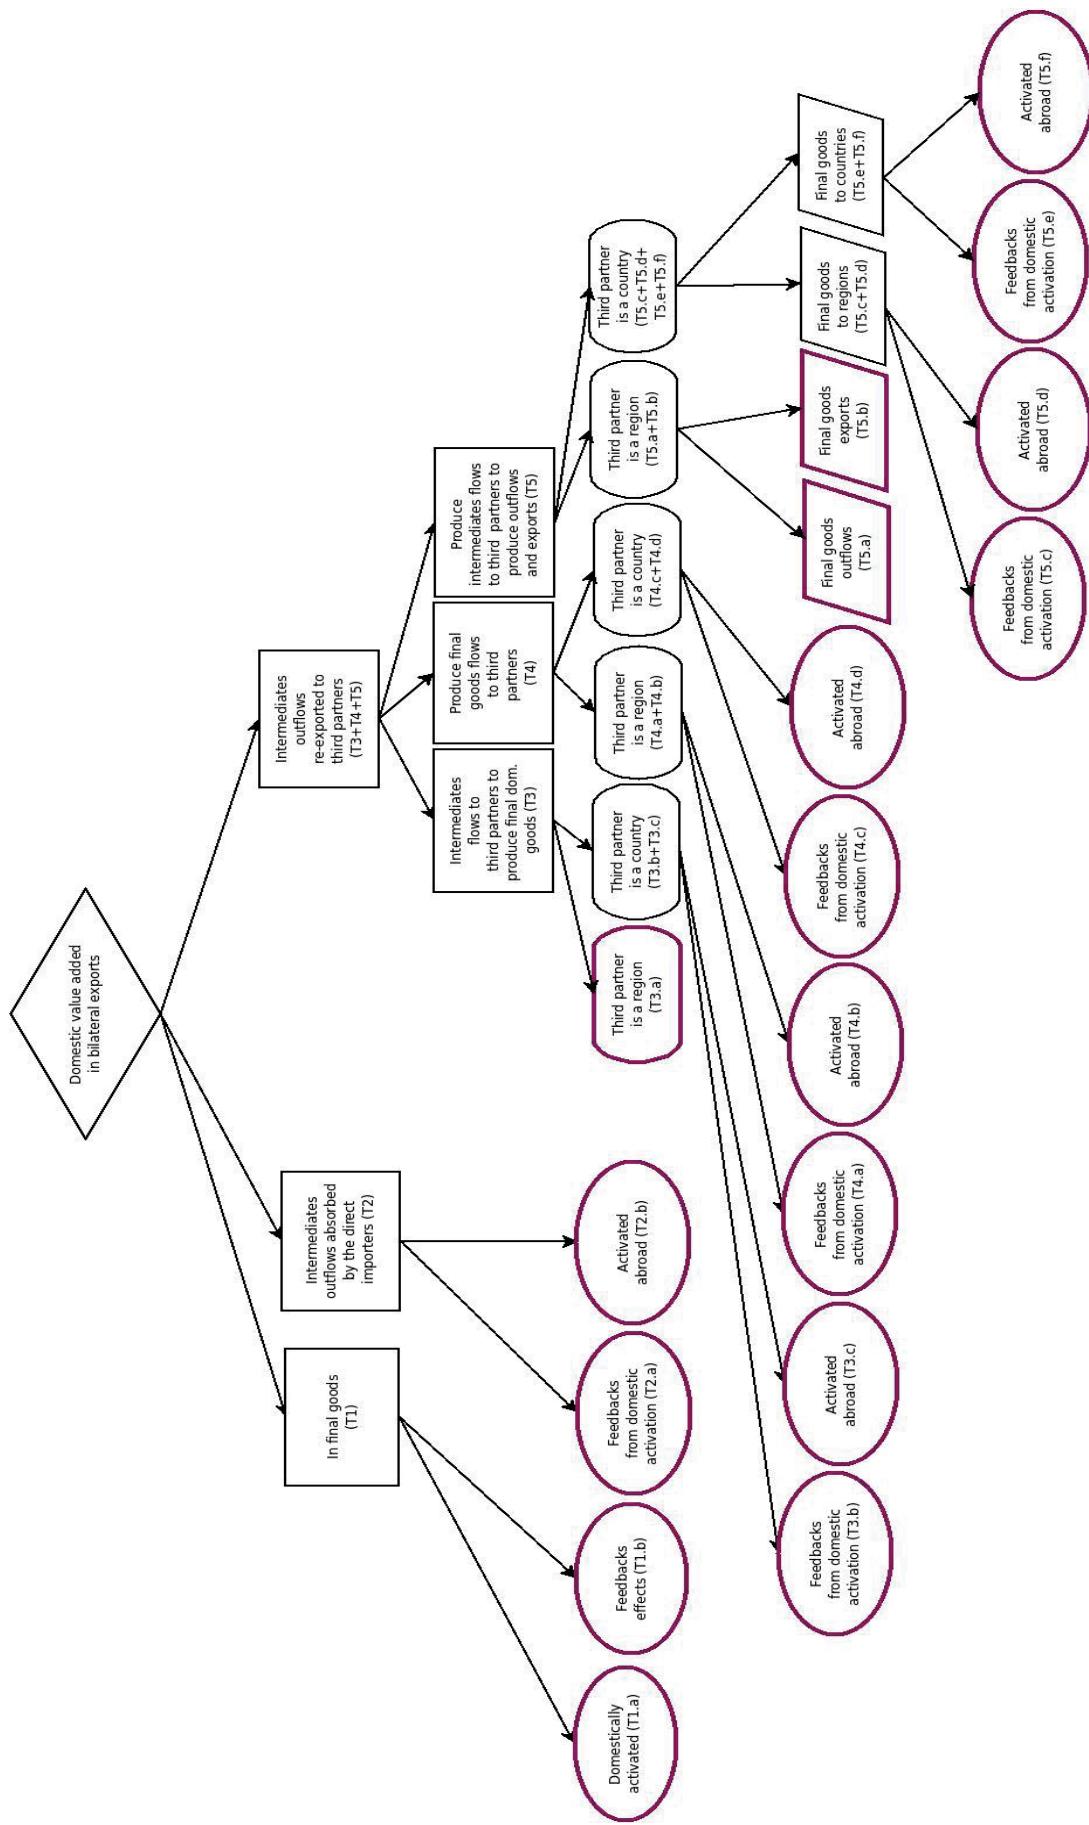 Domestic value added
in bilateral exports
In final goods
(T1)
Intermediates
outflows absorbed
by the direct
importers (T2)
Intermediates
outflows
re-exported to
third partners
(T3+T4+T5)
Intermediates
flows to
third partners to
produce final dom.
goods (T3)
Produce final
goods flows
to third
partners
(T4)
Produce
intermediates flows
to third partners to
produce outflows
and exports (T5)
Domestically
activated (T1.a)
Feedbacks
effects (T1.b)
Feedbacks
from domestic
activation (T2.a)
Activated
abroad (T2.b)
Third partner
is a region
(T3.a)
Third partner
is a country
(T3.b+T3.c)
Third partner
is a region
(T4.a+T4.b)
Third partner
is a country
(T4.c+T4.d)
Third partner
is a region
(T5.a+T5.b)
Third partner
is a country
(T5.c+T5.d+
T5.e+T5.f)
Feedbacks
from domestic
activation (T3.b)
Activated
abroad (T3.c)
Feedbacks
from domestic
activation (T4.a)
Activated
abroad (T4.b)
Feedbacks
from domestic
activation (T4.c)
Activated
abroad (T4.d)
Final goods
outflows
(T5.a)
Final goods
exports
(T5.b)
Final goods
to regions
(T5.c+T5.d)
Final goods
to countries
(T5.e+T5.f)
Feedbacks
from domestic
activation (T5.c)
Activated
abroad (T5.d)
Feedbacks
from domestic
activation (T5.e)
Activated
abroad (T5.f)